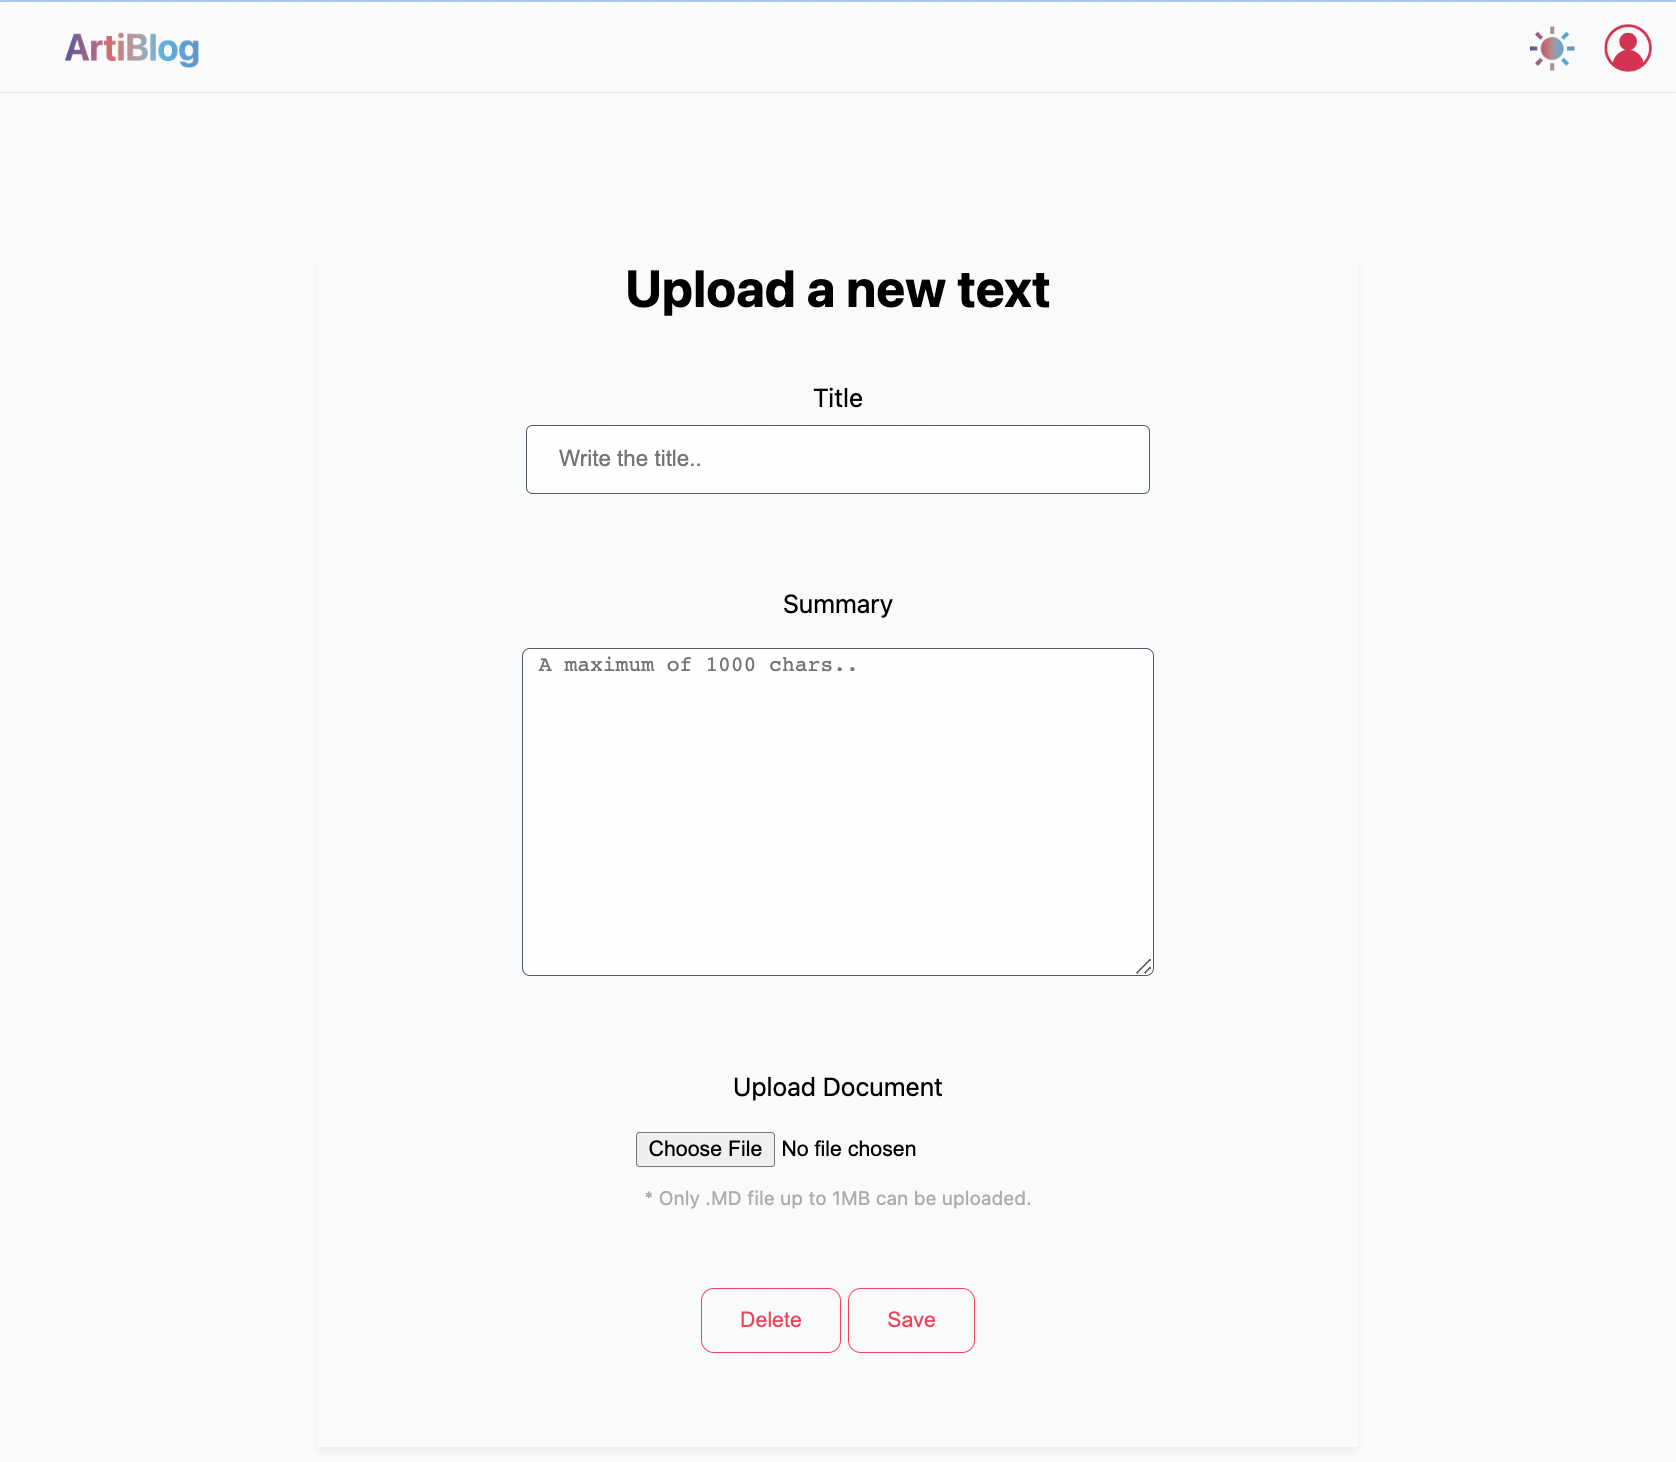 ArtiBlog
Upload a new text
Title
Write the title..
Summary
A maximum of 1000 chars..
Upload Document
Choose File No file chosen
* Only .MD file up to 1MB can be uploaded.
Delete Save